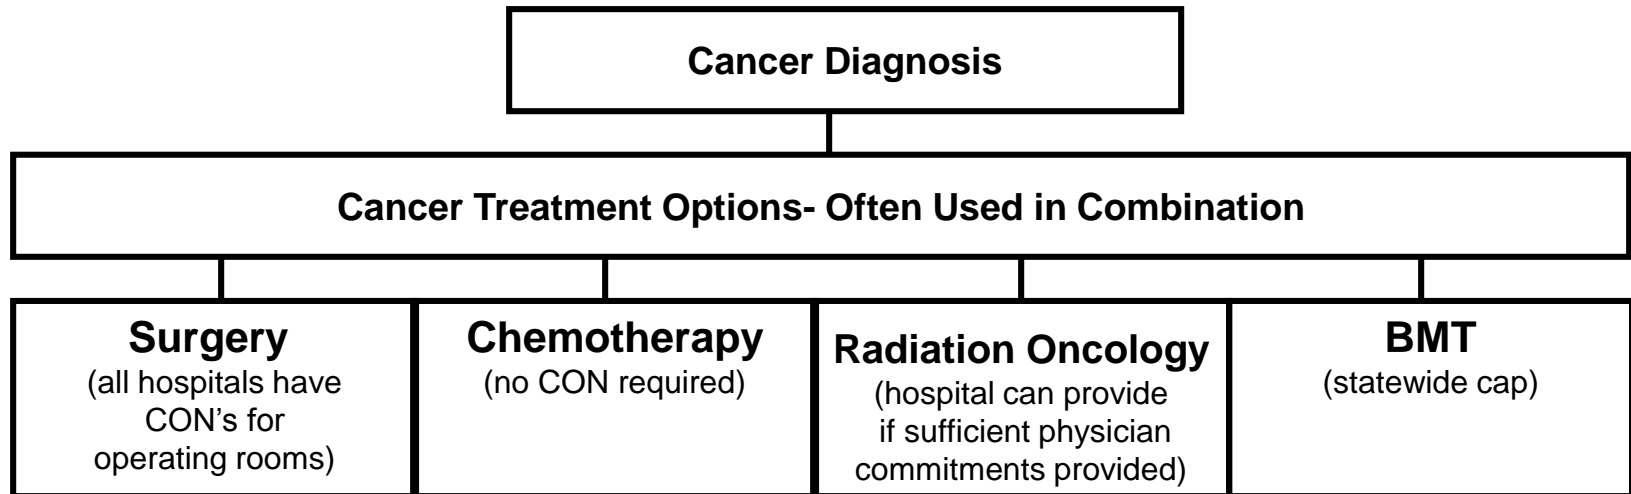 Cancer Diagnosis
Cancer Treatment Options- Often Used in Combination
Surgery
(all hospitals have
CON’s for
operating rooms)
Chemotherapy
(no CON required)
Radiation Oncology
(hospital can provide
if sufficient physician
commitments provided)
BMT
(statewide cap)